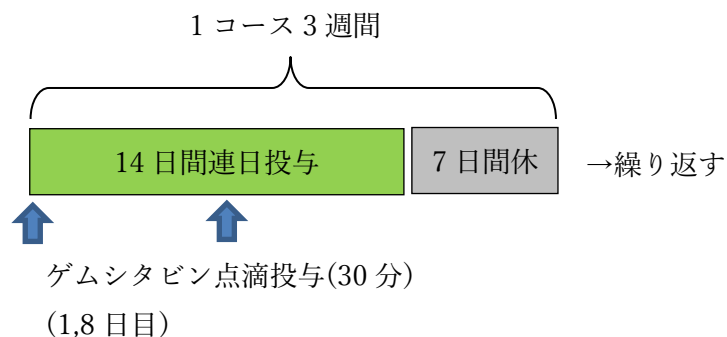 1 コース 3 週間
14 日間連日投与
7 日間休
→繰り返す
ゲムシタビン点滴投与(30 分)
(1,8 日目)